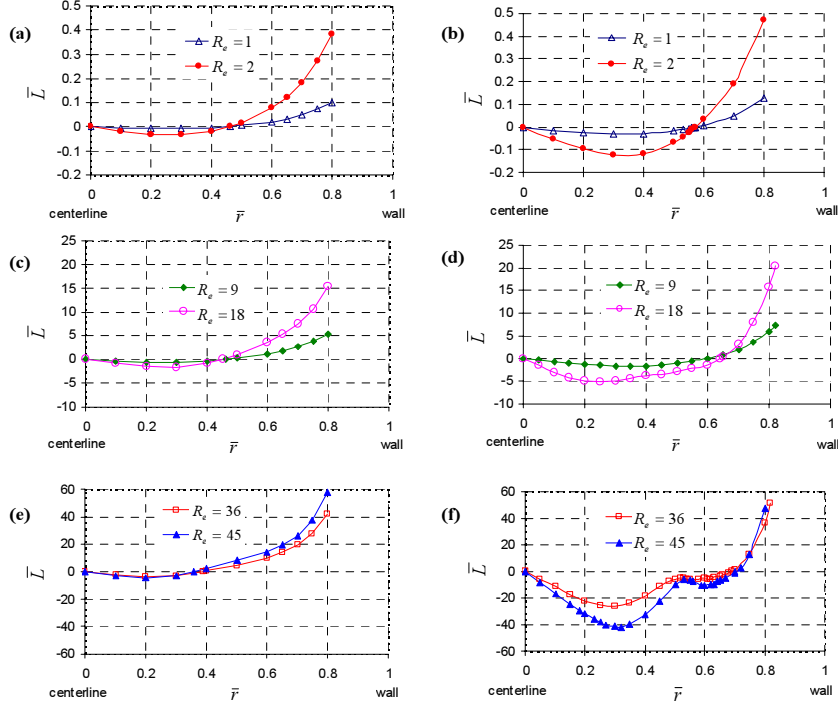 (a)
0.5
0.4
0.3
0.2
0.1
0
-0.1
-0.2
L̅
R_e = 1
R_e = 2
0 0.2 0.4 0.6 0.8 1
centerline r̅ wall
(b)
0.5
0.4
0.3
0.2
0.1
0
-0.1
-0.2
L̅
R_e = 1
R_e = 2
0 0.2 0.4 0.6 0.8 1
centerline r̅ wall
(c)
25
20
15
10
5
0
-5
-10
L̅
R_e = 9
R_e = 18
0 0.2 0.4 0.6 0.8 1
centerline r̅ wall
(d)
25
20
15
10
5
0
-5
-10
L̅
R_e = 9
R_e = 18
0 0.2 0.4 0.6 0.8 1
centerline r̅ wall
(e)
60
40
20
0
-20
-40
-60
L̅
R_e = 36
R_e = 45
0 0.2 0.4 0.6 0.8 1
centerline r̅ wall
(f)
60
40
20
0
-20
-40
-60
L̅
R_e = 36
R_e = 45
0 0.2 0.4 0.6 0.8 1
centerline r̅ wall